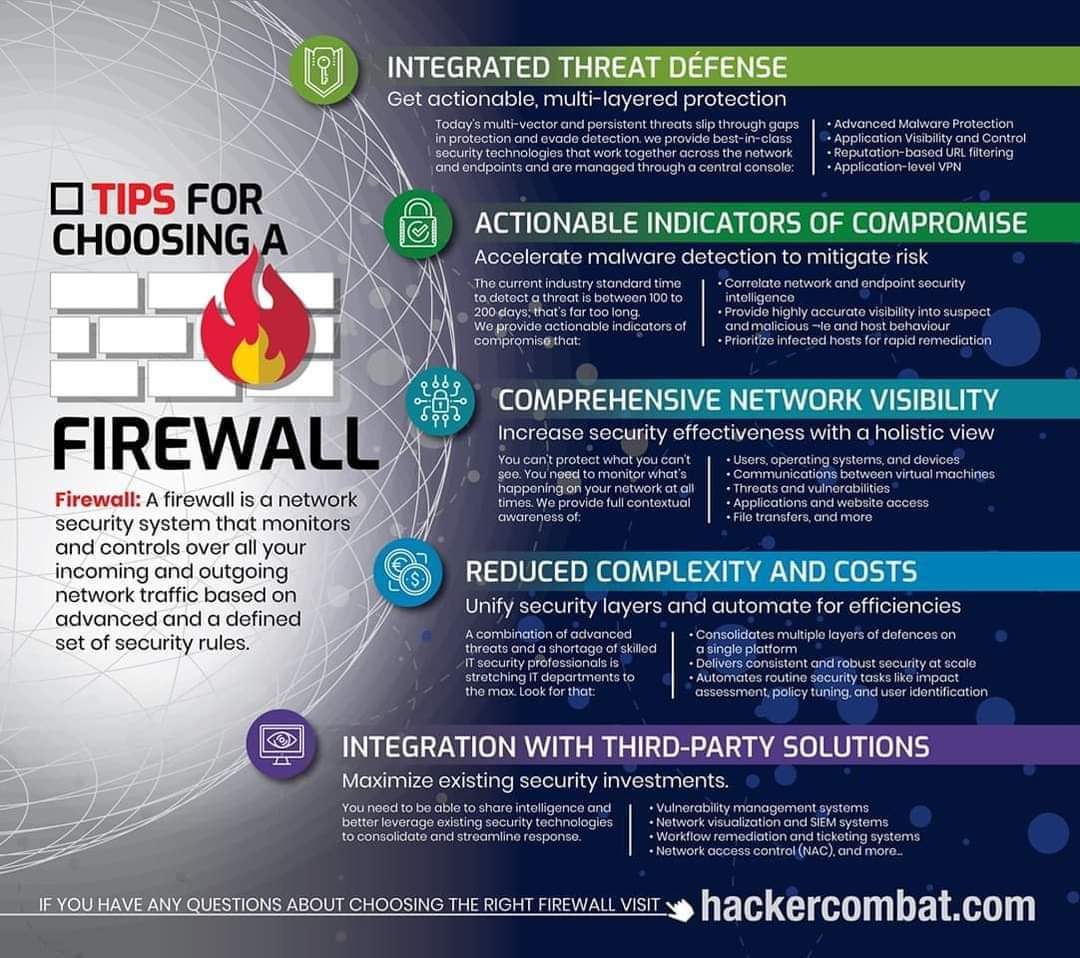 ☐ TIPS FOR
CHOOSING A
FIREWALL
Firewall: A firewall is a network
security system that monitors
and controls over all your
incoming and outgoing
network traffic based on
advanced and a defined
set of security rules.
INTEGRATED THREAT DÉFENSE
Get actionable, multi-layered protection
Today's multi-vector and persistent threats slip through gaps
in protection and evade detection. we provide best-in-class
security technologies that work together across the network
and endpoints and are managed through a central console:
• Advanced Malware Protection
• Application Visibility and Control
• Reputation-based URL filtering
• Application-level VPN
ACTIONABLE INDICATORS OF COMPROMISE
Accelerate malware detection to mitigate risk
The current industry standard time
to detect a threat is between 100 to
200 days; that's far too long.
We provide actionable indicators of
compromise that:
• Correlate network and endpoint security
intelligence
• Provide highly accurate visibility into suspect
and malicious ¬le and host behaviour
• Prioritize infected hosts for rapid remediation
COMPREHENSIVE NETWORK VISIBILITY
Increase security effectiveness with a holistic view
You can't protect what you can't
see. You need to monitor what's
happening on your network at all
times. We provide full contextual
awareness of:
• Users, operating systems, and devices
• Communications between virtual machines
• Threats and vulnerabilities
• Applications and website access
• File transfers, and more
REDUCED COMPLEXITY AND COSTS
Unify security layers and automate for efficiencies
A combination of advanced
threats and a shortage of skilled
IT security professionals is
stretching IT departments to
the max. Look for that:
• Consolidates multiple layers of defences on
a single platform
• Delivers consistent and robust security at scale
• Automates routine security tasks like impact
assessment, policy tuning, and user identification
INTEGRATION WITH THIRD-PARTY SOLUTIONS
Maximize existing security investments.
You need to be able to share intelligence and
better leverage existing security technologies
to consolidate and streamline response.
• Vulnerability management systems
• Network visualization and SIEM systems
• Workflow remediation and ticketing systems
• Network access control (NAC), and more...
IF YOU HAVE ANY QUESTIONS ABOUT CHOOSING THE RIGHT FIREWALL VISIT hackercombat.com